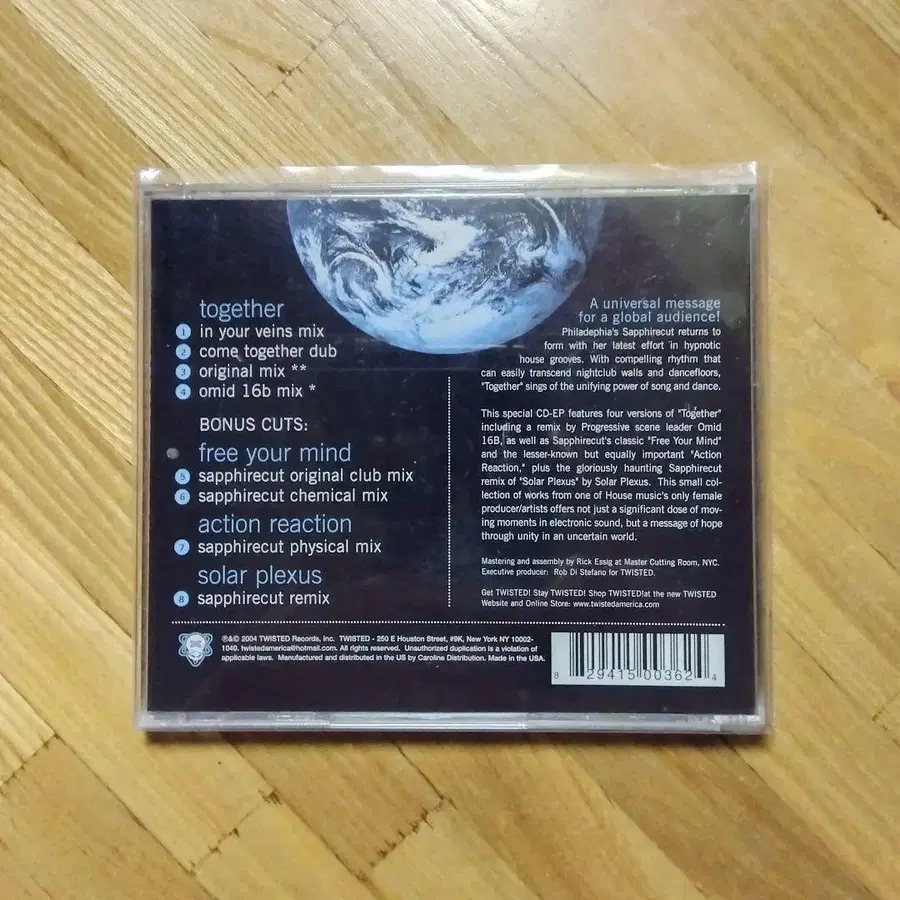 together
1 in your veins mix
2 come together dub
3 original mix **
4 omid 16b mix *
BONUS CUTS:
free your mind
5 sapphirecut original club mix
6 sapphirecut chemical mix
action reaction
7 sapphirecut physical mix
solar plexus
8 sapphirecut remix
A universal message
for a global audience!
Philadephia's Sapphirecut returns to
form with her latest effort in hypnotic
house grooves. With compelling rhythm that
can easily transcend nightclub walls and dancefloors,
"Together" sings of the unifying power of song and dance.
This special CD-EP features four versions of "Together"
including a remix by Progressive scene leader Omid
16B, as well as Sapphirecut's classic "Free Your Mind"
and the lesser-known but equally important "Action
Reaction," plus the gloriously haunting Sapphirecut
remix of "Solar Plexus" by Solar Plexus. This small col-
lection of works from one of House music's only female
producer/artists offers not just a significant dose of mov-
ing moments in electronic sound, but a message of hope
through unity in an uncertain world.
Mastering and assembly by Rick Essig at Master Cutting Room, NYC.
Executive producer: Rob Di Stefano for TWISTED.
Get TWISTED! Stay TWISTED! Shop TWISTED!at the new TWISTED
Website and Online Store: www.twistedamerica.com
℗&© 2004 TWISTED Records, Inc. TWISTED - 250 E Houston Street, #9K, New York NY 10002-
1040. twistedamerica@hotmail.com. All rights reserved. Unauthorized duplication is a violation of
applicable laws. Manufactured and distributed in the US by Caroline Distribution. Made in the USA.
8 29415 00362 4